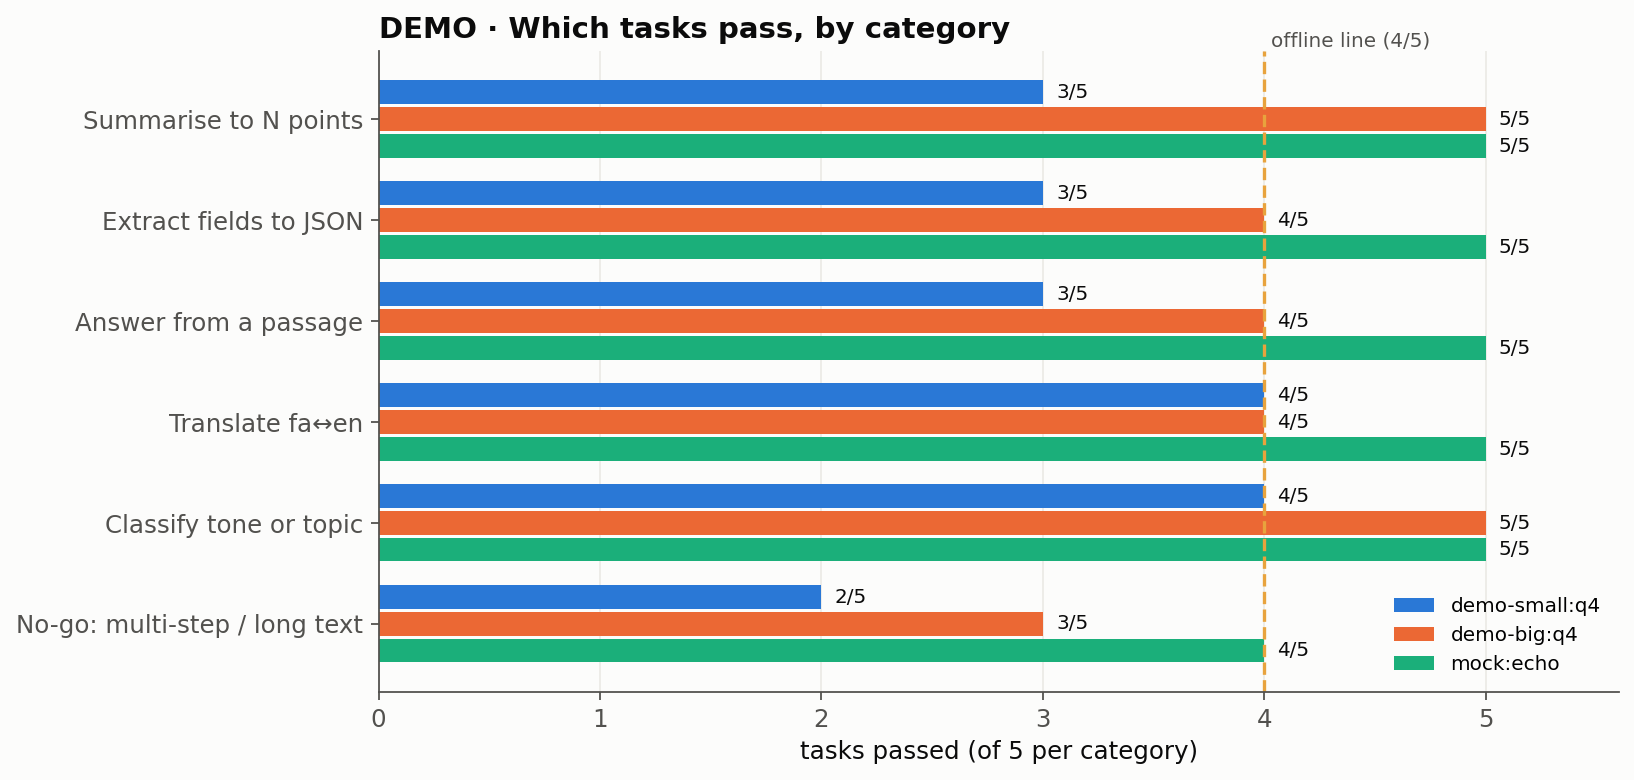 DEMO · Which tasks pass, by category
offline line (4/5)
Summarise to N points
3/5
5/5
5/5
Extract fields to JSON
3/5
4/5
5/5
Answer from a passage
3/5
4/5
5/5
Translate fa↔en
4/5
4/5
5/5
Classify tone or topic
4/5
5/5
5/5
No-go: multi-step / long text
2/5
3/5
4/5
demo-small:q4
demo-big:q4
mock:echo
0 1 2 3 4 5
tasks passed (of 5 per category)